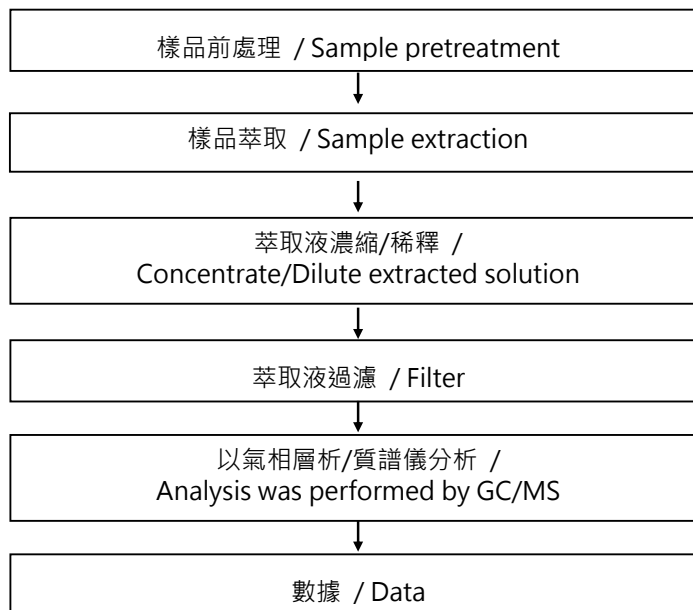 樣品前處理 / Sample pretreatment
樣品萃取 / Sample extraction
萃取液濃縮/稀釋 /
Concentrate/Dilute extracted solution
萃取液過濾 / Filter
以氣相層析/質譜儀分析 /
Analysis was performed by GC/MS
數據 / Data